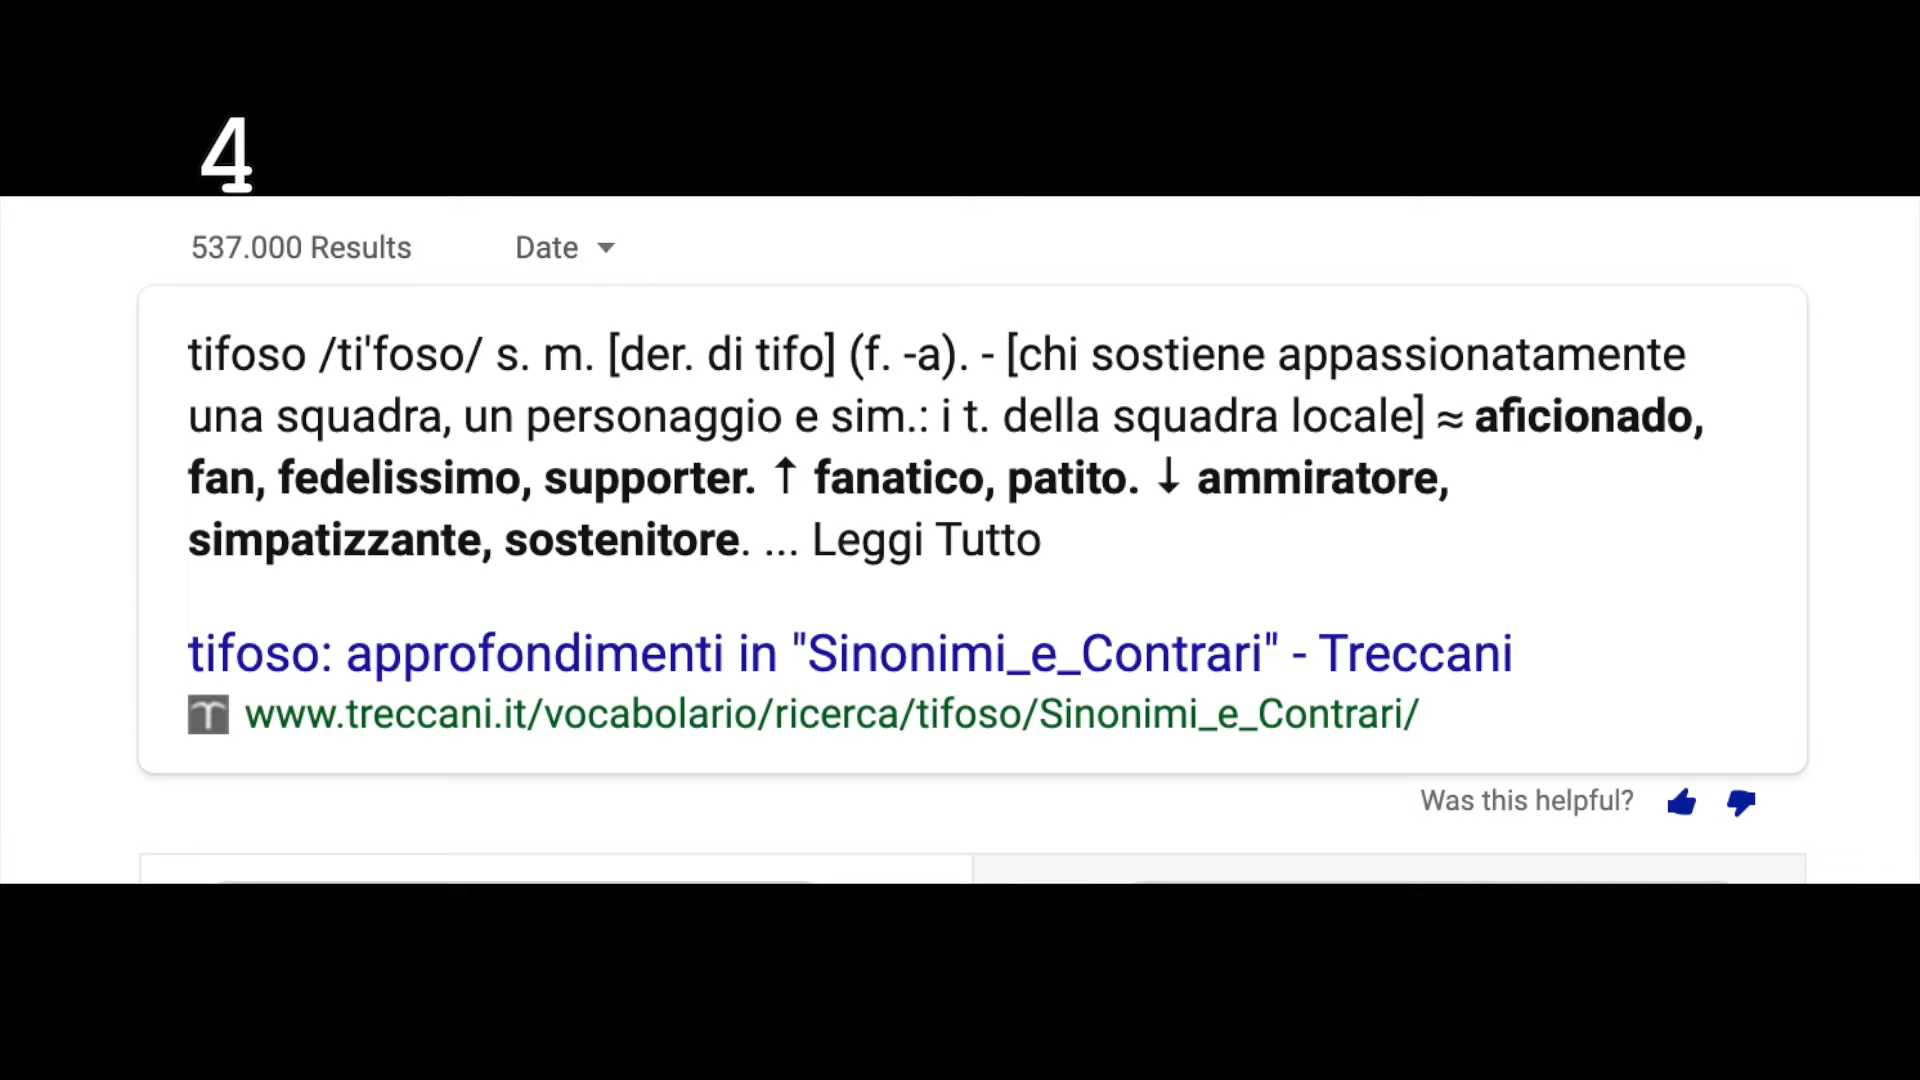 4
537.000 Results
Date
tifoso /ti'foso/ s. m. [der. di tifo] (f. -a). - [chi sostiene appassionatamente
una squadra, un personaggio e sim.: i t. della squadra locale] ≈ aficionado,
fan, fedelissimo, supporter. ↑ fanatico, patito. ↓ ammiratore,
simpatizzante, sostenitore. ... Leggi Tutto
tifoso: approfondimenti in "Sinonimi_e_Contrari" - Treccani
www.treccani.it/vocabolario/ricerca/tifoso/Sinonimi_e_Contrari/
Was this helpful?